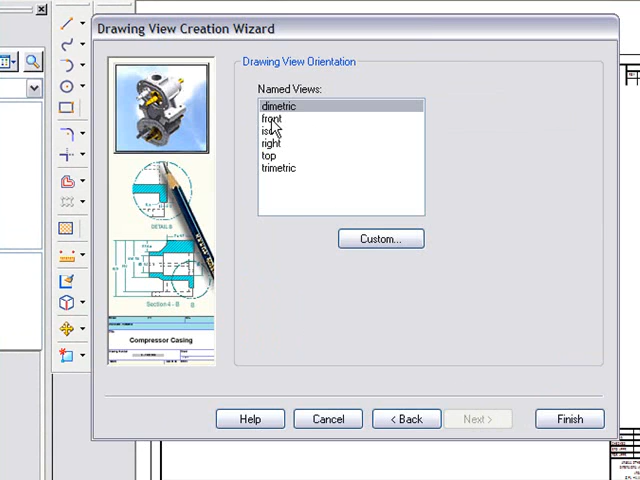 Drawing View Creation Wizard
Drawing View Orientation
Named Views:
dimetric
front
iso
right
top
trimetric
Custom...
DETAIL B
Section 4 - B
Compressor Casing
Help
Cancel
< Back
Next >
Finish